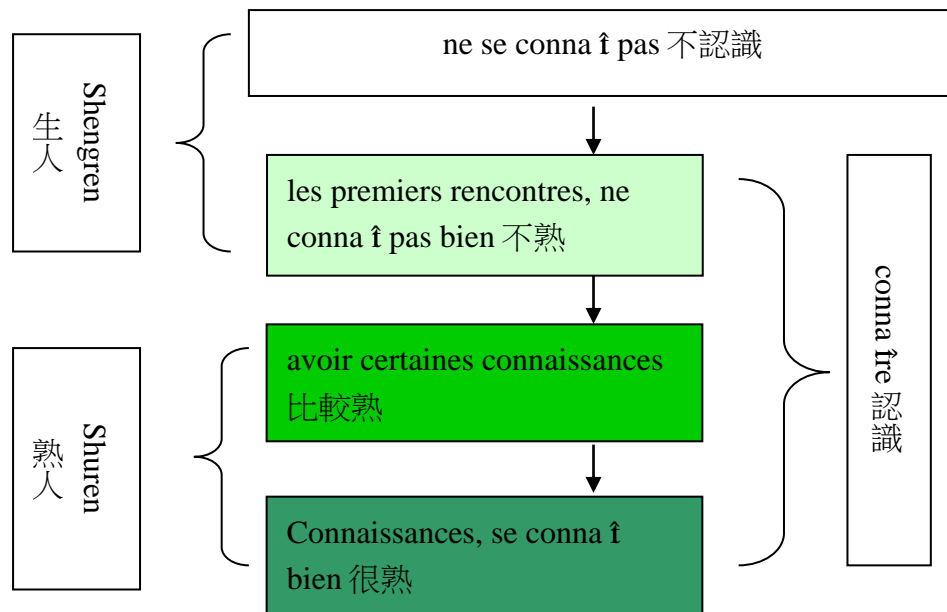 Shengren
生人
ne se conna î pas 不認識
les premiers rencontres, ne
conna î pas bien 不熟
avoir certaines connaissances
比較熟
Connaissances, se conna î
bien 很熟
Shuren
熟人
conna îre 認識